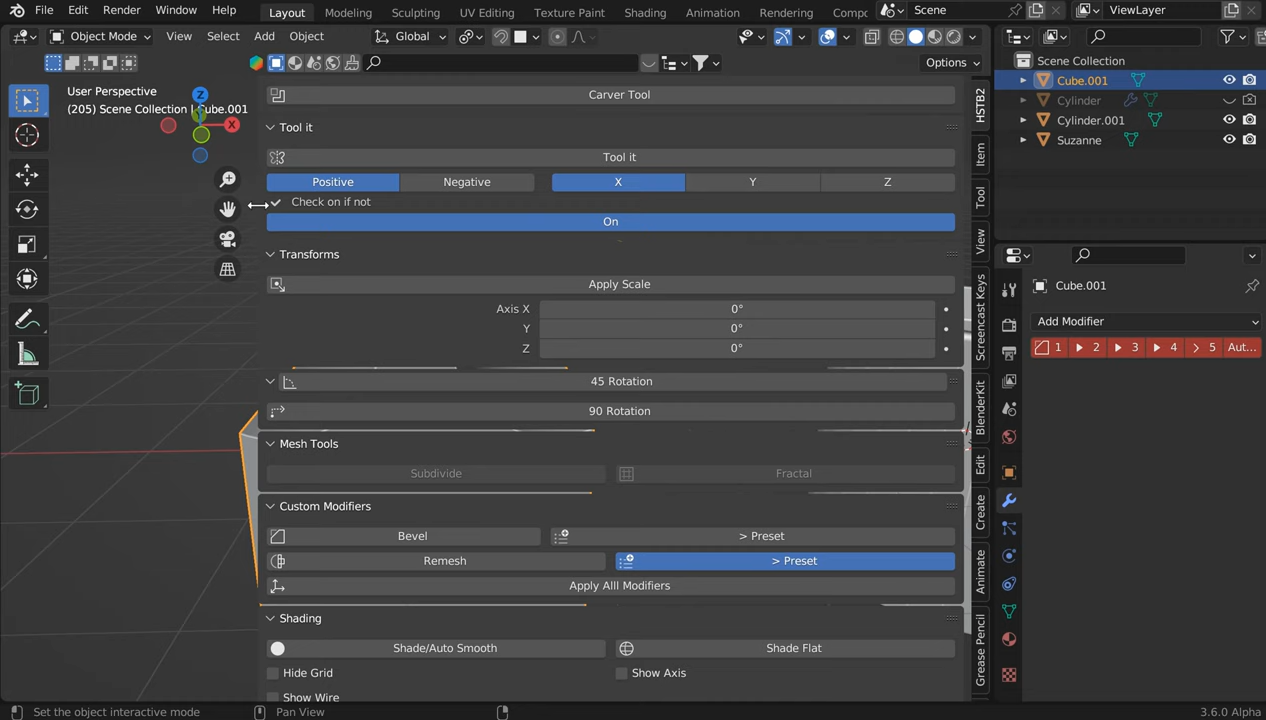 File Edit Render Window Help Layout Modeling Sculpting UV Editing Texture Paint Shading Animation Rendering Compo Scene ViewLayer
Object Mode View Select Add Object Global
Options
User Perspective
(205) Scene Collection | Cube.001
Z
X
Carver Tool
Tool it
Tool it
Positive Negative X Y Z
Check on if not
On
Transforms
Apply Scale
Axis X 0°
Y 0°
Z 0°
45 Rotation
90 Rotation
Mesh Tools
Subdivide Fractal
Custom Modifiers
Bevel > Preset
Remesh > Preset
Apply Alll Modifiers
Shading
Shade/Auto Smooth Shade Flat
Hide Grid Show Axis
Show Wire
HSTB2
Item
Tool
View
Screencast Keys
BlenderKit
Edit
Create
Animate
Grease Pencil
Scene Collection
Cube.001
Cylinder
Cylinder.001
Suzanne
Cube.001
Add Modifier
1 2 3 4 5 Aut...
Set the object interactive mode Pan View 3.6.0 Alpha